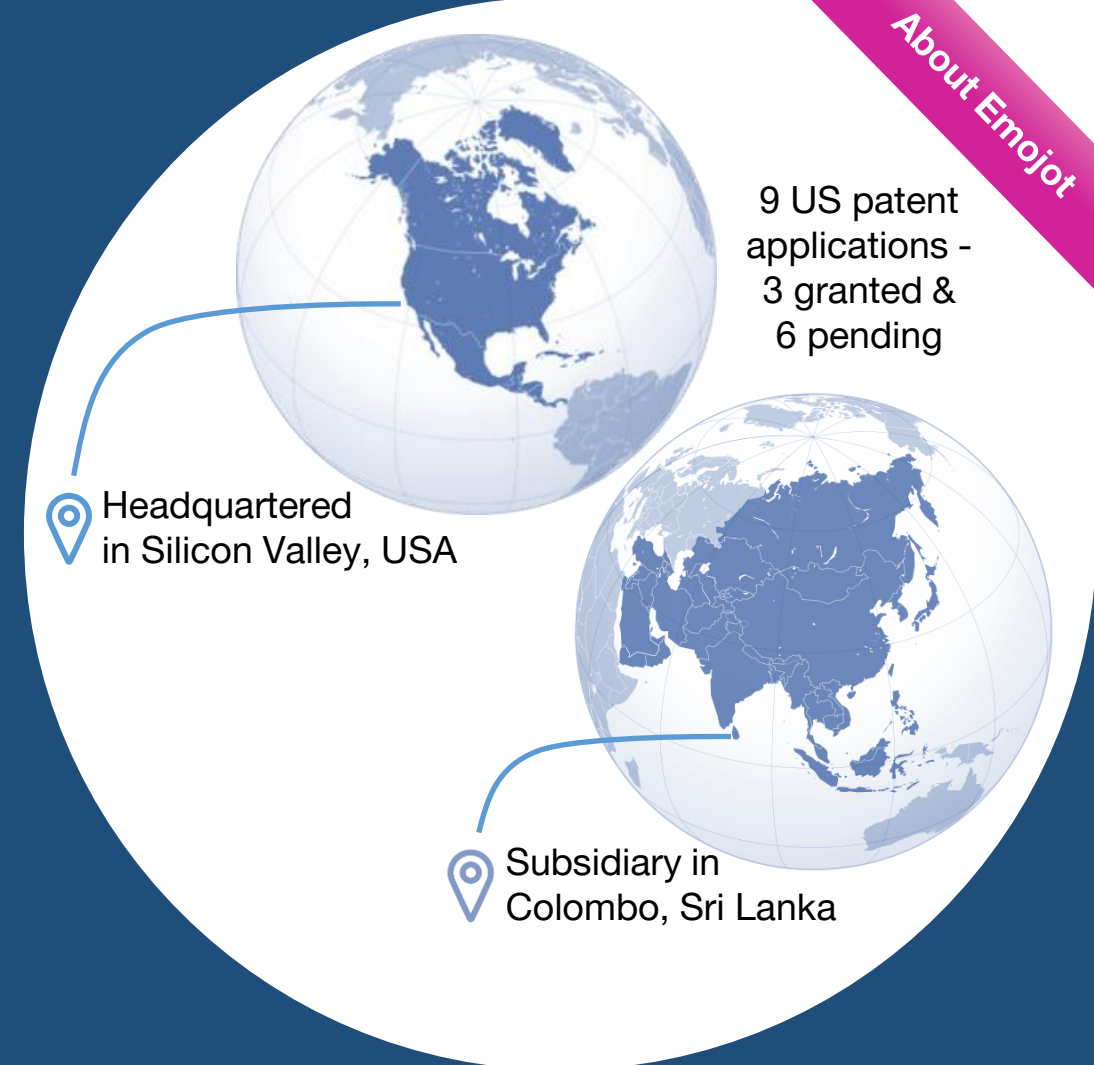 About Emojot
9 US patent
applications -
3 granted &
6 pending
Headquartered
in Silicon Valley, USA
Subsidiary in
Colombo, Sri Lanka